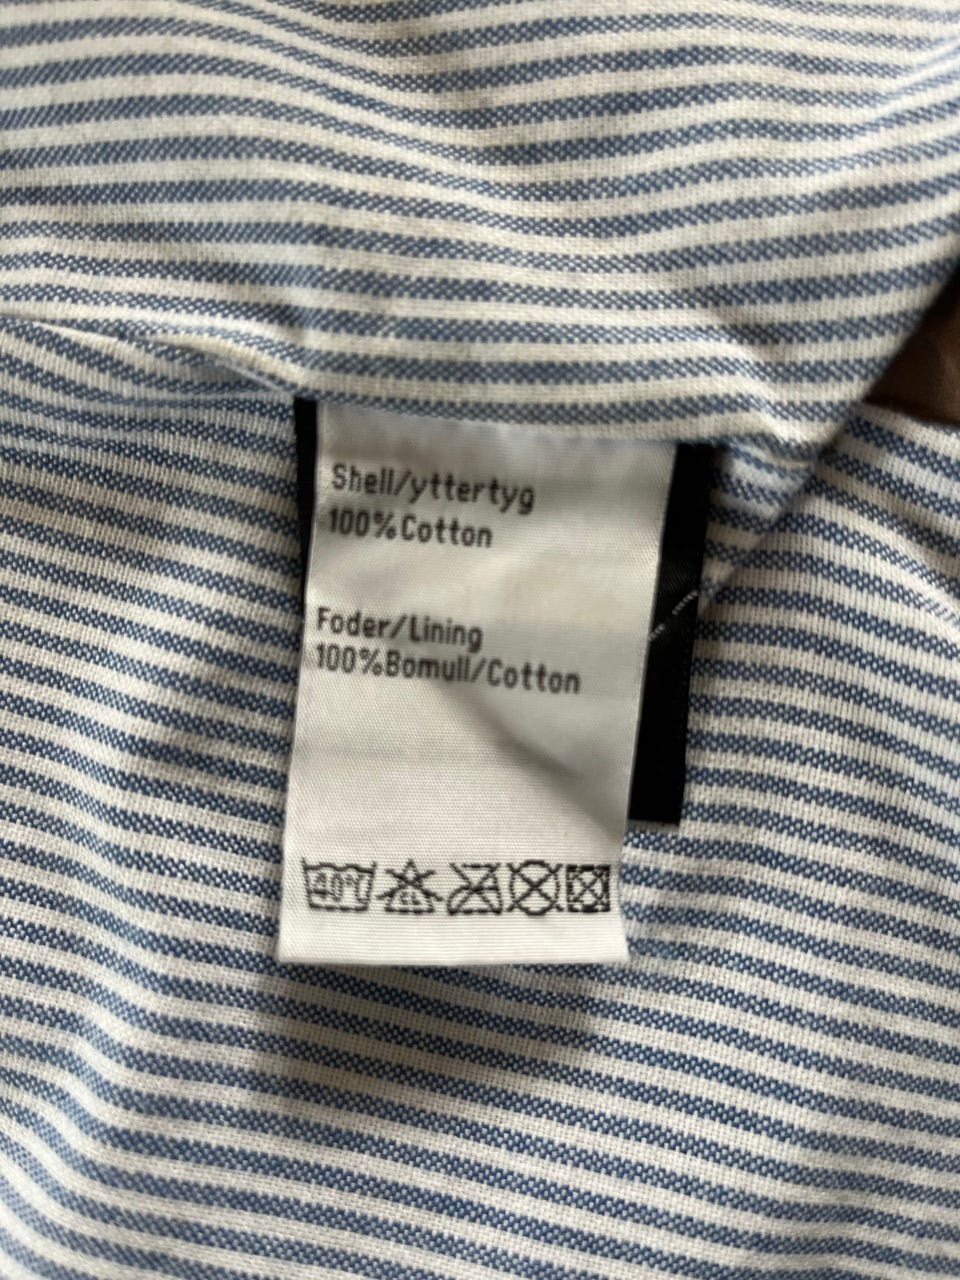 Shell/yttertyg
100%Cotton
Foder/Lining
100%Bomull/Cotton
40°C